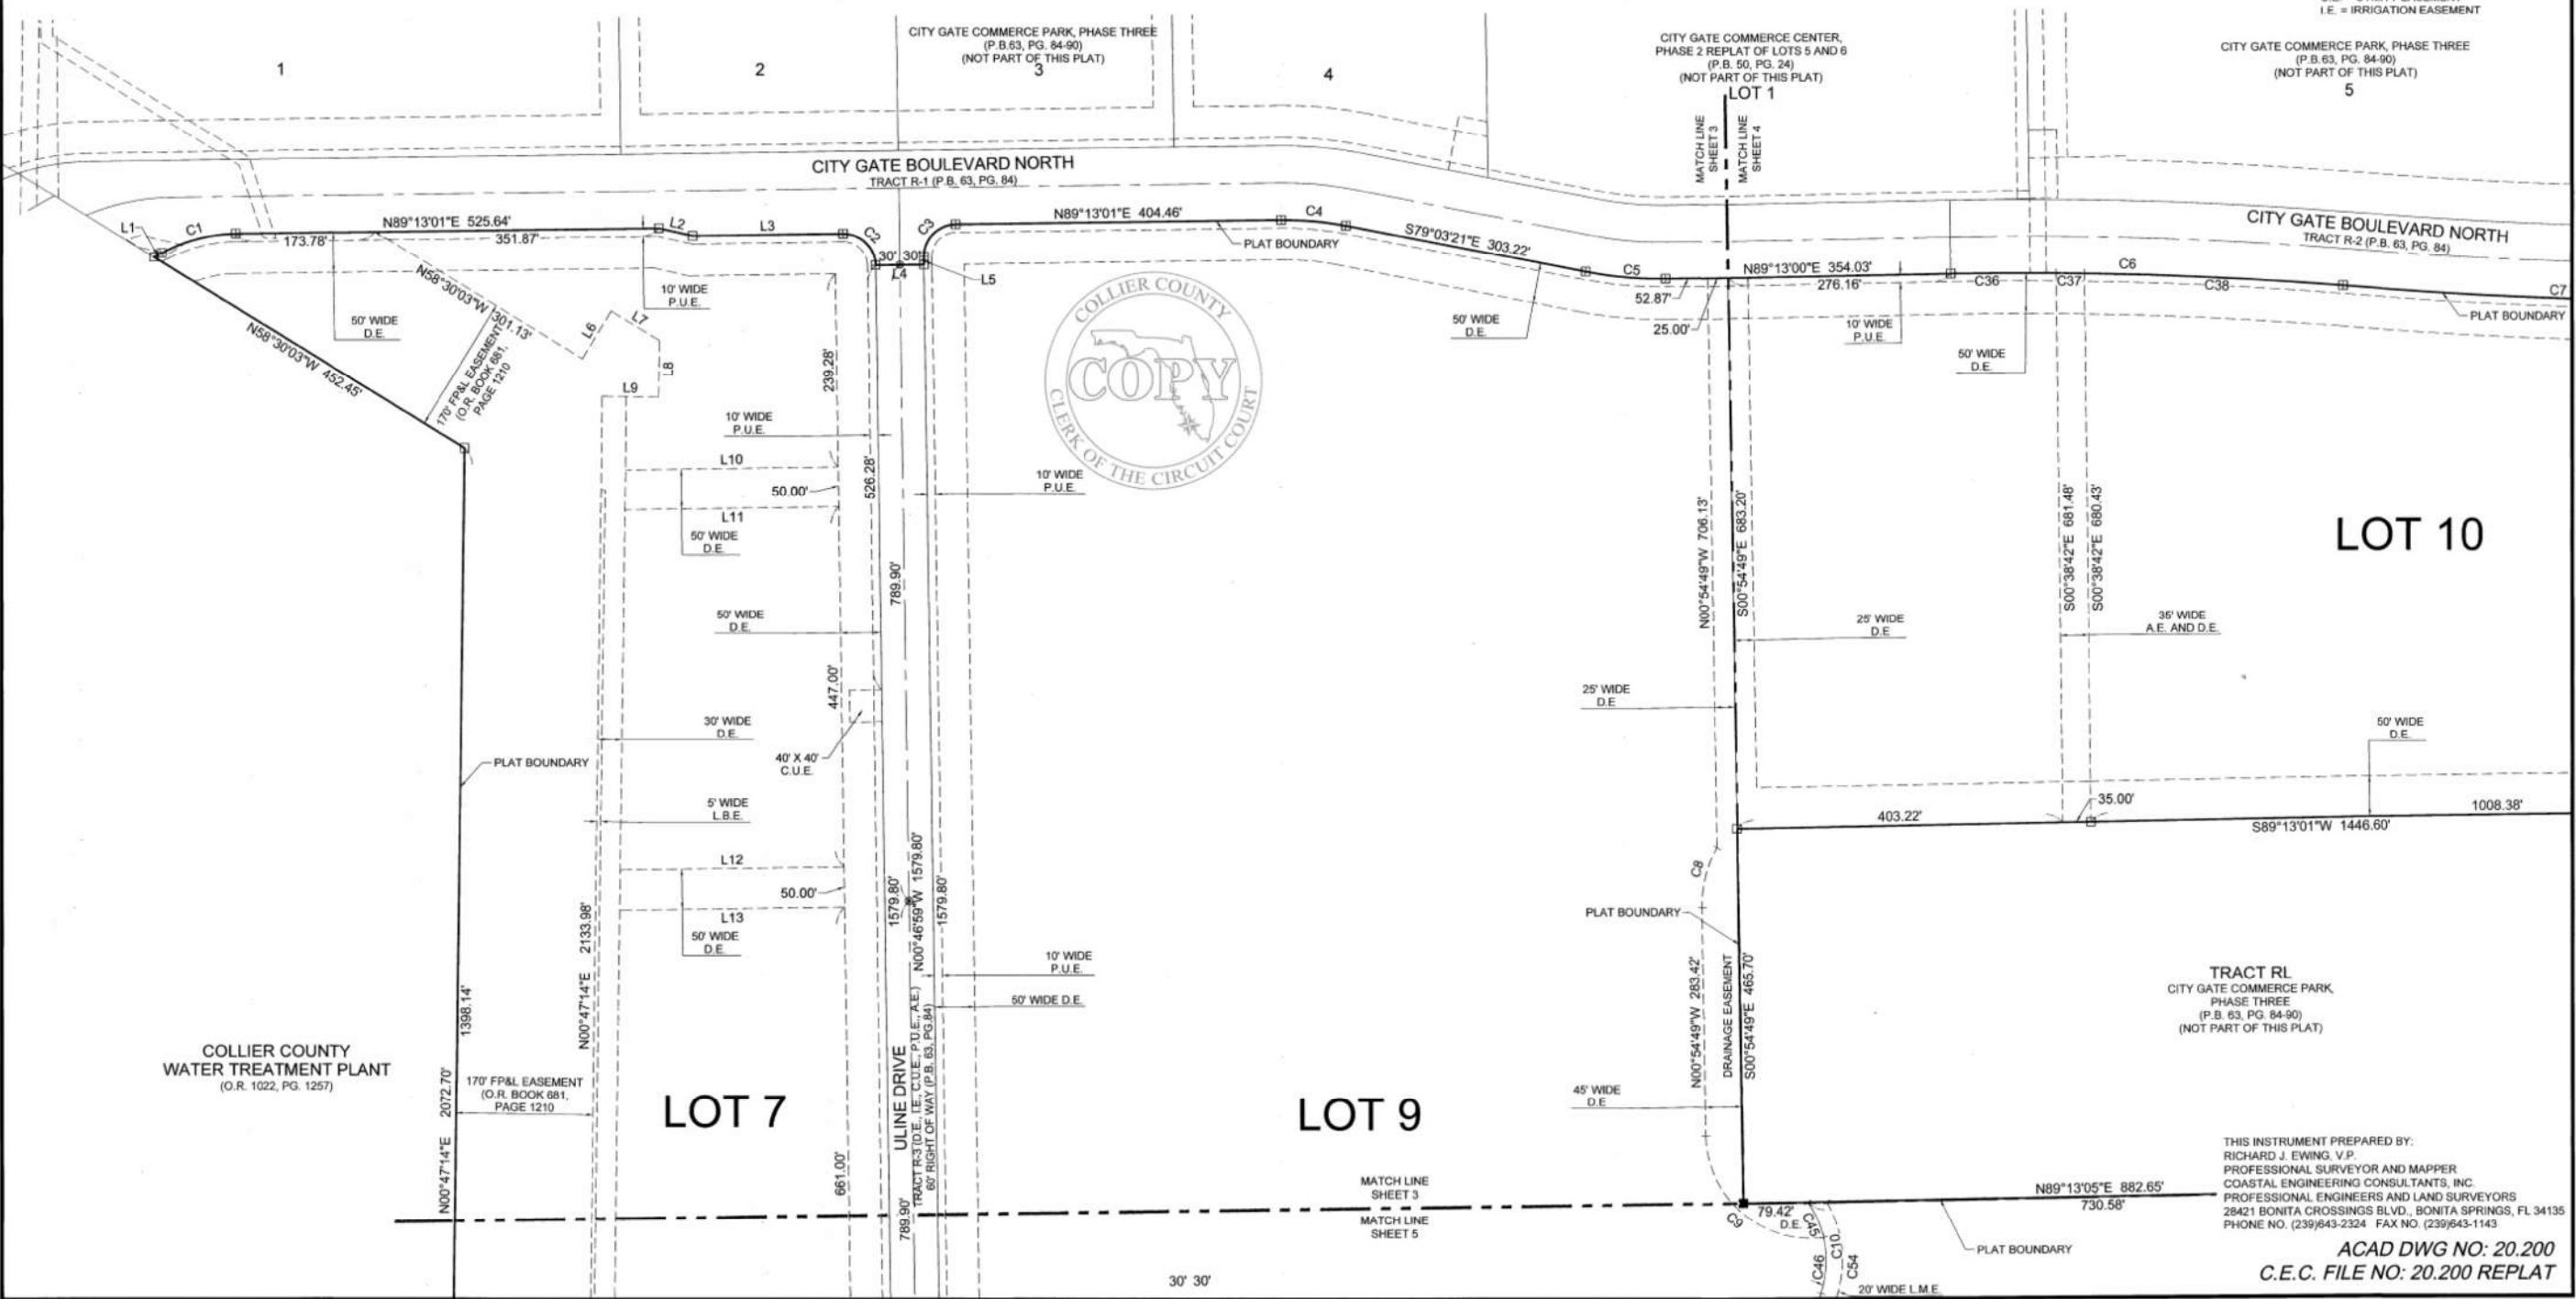 I.E. = IRRIGATION EASEMENT
CITY GATE COMMERCE PARK, PHASE THREE
(P.B.63, PG. 84-90)
(NOT PART OF THIS PLAT)
1
2
3
4
CITY GATE COMMERCE CENTER,
PHASE 2 REPLAT OF LOTS 5 AND 6
(P.B. 50, PG. 24)
(NOT PART OF THIS PLAT)
LOT 1
CITY GATE COMMERCE PARK, PHASE THREE
(P.B.63, PG. 84-90)
(NOT PART OF THIS PLAT)
5
MATCH LINE
SHEET 3
MATCH LINE
SHEET 4
CITY GATE BOULEVARD NORTH
TRACT R-1 (P.B. 63, PG. 84)
CITY GATE BOULEVARD NORTH
TRACT R-2 (P.B. 63, PG. 84)
L1
C1
N89°13'01"E 525.64'
173.78'
351.87'
L2
L3
C2
30' 30'
L4
C3
L5
N89°13'01"E 404.46'
PLAT BOUNDARY
C4
S79°03'21"E 303.22'
C5
52.87'
25.00'
N89°13'00"E 354.03'
276.16'
C36
C37
C6
C38
C7
PLAT BOUNDARY
N58°30'03"W 301.13'
N58°30'03"W 452.45'
50' WIDE
D.E.
10' WIDE
P.U.E.
L6
L7
L8
L9
170' FP&L EASEMENT
(O.R. BOOK 681,
PAGE 1210
50' WIDE
D.E.
10' WIDE
P.U.E.
50' WIDE
D.E.
COLLIER COUNTY
COPY
CLERK OF THE CIRCUIT COURT
239.28'
10' WIDE
P.U.E.
L10
50.00'
L11
50' WIDE
D.E.
526.28'
10' WIDE
P.U.E.
789.90'
50' WIDE
D.E.
447.00'
30' WIDE
D.E.
40' X 40'
C.U.E.
PLAT BOUNDARY
5' WIDE
L.B.E.
L12
50.00'
L13
50' WIDE
D.E.
N00°47'14"E 2133.98'
1579.80'
N00°46'59"W 1579.80'
1579.80'
10' WIDE
P.U.E.
50' WIDE D.E.
N00°54'49"W 706.13'
S00°54'49"E 683.20'
25' WIDE
D.E
25' WIDE
D.E
S00°38'42"E 681.48'
S00°38'42"E 680.43'
35' WIDE
A.E. AND D.E.
LOT 10
50' WIDE
D.E.
403.22'
35.00'
1008.38'
S89°13'01"W 1446.60'
C8
PLAT BOUNDARY
N00°54'49"W 283.42'
DRAINAGE EASEMENT
S00°54'49"E 465.70'
45' WIDE
D.E
TRACT RL
CITY GATE COMMERCE PARK,
PHASE THREE
(P.B. 63, PG. 84-90)
(NOT PART OF THIS PLAT)
COLLIER COUNTY
WATER TREATMENT PLANT
(O.R. 1022, PG. 1257)
1398.14'
N00°47'14"E 2072.70'
170' FP&L EASEMENT
(O.R. BOOK 681,
PAGE 1210
LOT 7
661.00'
789.90'
ULINE DRIVE
TRACT R-3 (D.E., I.E., C.U.E., P.U.E., A.E.)
60' RIGHT OF WAY (P.B. 63, PG.84)
LOT 9
MATCH LINE
SHEET 3
MATCH LINE
SHEET 5
30' 30'
C9
79.42'
D.E.
C45
C46
C10
C54
20' WIDE L.M.E.
N89°13'05"E 882.65'
730.58'
PLAT BOUNDARY
THIS INSTRUMENT PREPARED BY:
RICHARD J. EWING, V.P.
PROFESSIONAL SURVEYOR AND MAPPER
COASTAL ENGINEERING CONSULTANTS, INC.
PROFESSIONAL ENGINEERS AND LAND SURVEYORS
28421 BONITA CROSSINGS BLVD., BONITA SPRINGS, FL 34135
PHONE NO. (239)643-2324 FAX NO. (239)643-1143
ACAD DWG NO: 20.200
C.E.C. FILE NO: 20.200 REPLAT